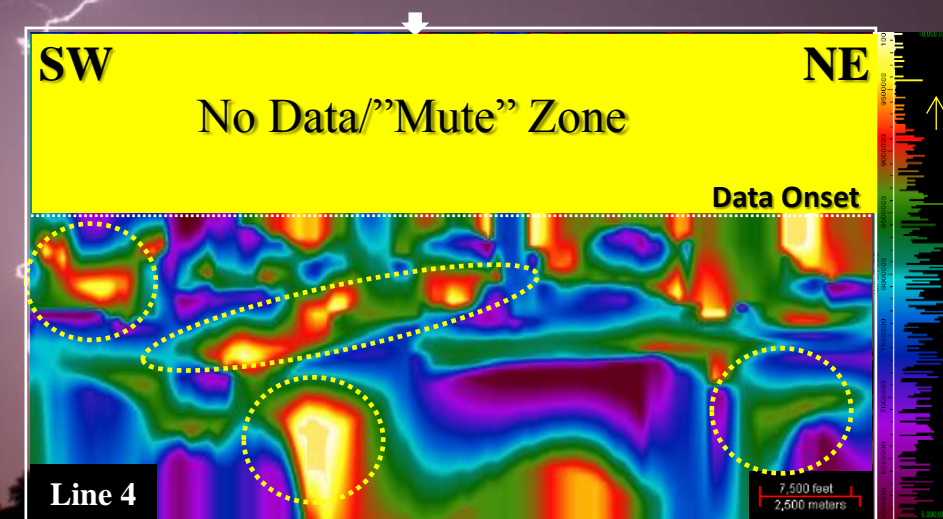 SW
NE
No Data/”Mute” Zone
Data Onset
Line 4
7,500 feet
2,500 meters